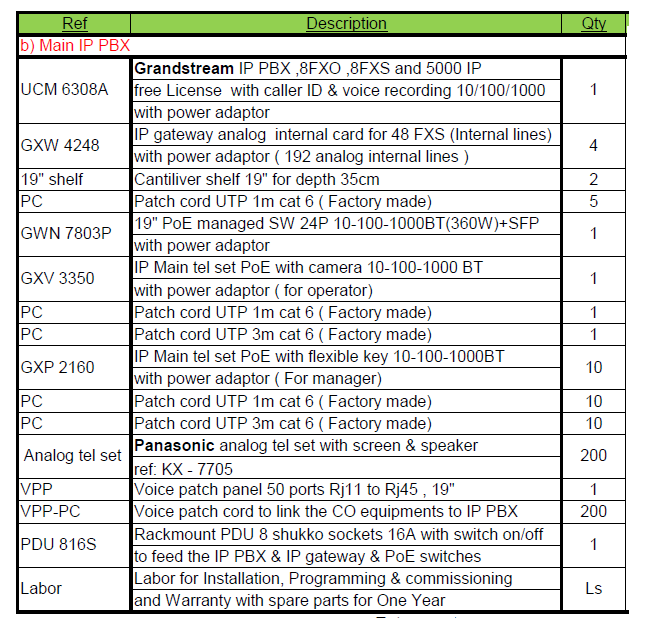 Ref Description Qty
b) Main IP PBX
UCM 6308A Grandstream IP PBX ,8FXO ,8FXS and 5000 IP
free License with caller ID & voice recording 10/100/1000 1
with power adaptor
GXW 4248 IP gateway analog internal card for 48 FXS (Internal lines) 4
with power adaptor ( 192 analog internal lines )
19" shelf Cantiliver shelf 19" for depth 35cm 2
PC Patch cord UTP 1m cat 6 ( Factory made) 5
GWN 7803P 19" PoE managed SW 24P 10-100-1000BT(360W)+SFP 1
with power adaptor
GXV 3350 IP Main tel set PoE with camera 10-100-1000 BT 1
with power adaptor ( for operator)
PC Patch cord UTP 1m cat 6 ( Factory made) 1
PC Patch cord UTP 3m cat 6 ( Factory made) 1
GXP 2160 IP Main tel set PoE with flexible key 10-100-1000BT 10
with power adaptor ( For manager)
PC Patch cord UTP 1m cat 6 ( Factory made) 10
PC Patch cord UTP 3m cat 6 ( Factory made) 10
Analog tel set Panasonic analog tel set with screen & speaker 200
ref: KX - 7705
VPP Voice patch panel 50 ports Rj11 to Rj45 , 19" 1
VPP-PC Voice patch cord to link the CO equipments to IP PBX 200
PDU 816S Rackmount PDU 8 shukko sockets 16A with switch on/off 1
to feed the IP PBX & IP gateway & PoE switches
Labor Labor for Installation, Programming & commissioning Ls
and Warranty with spare parts for One Year